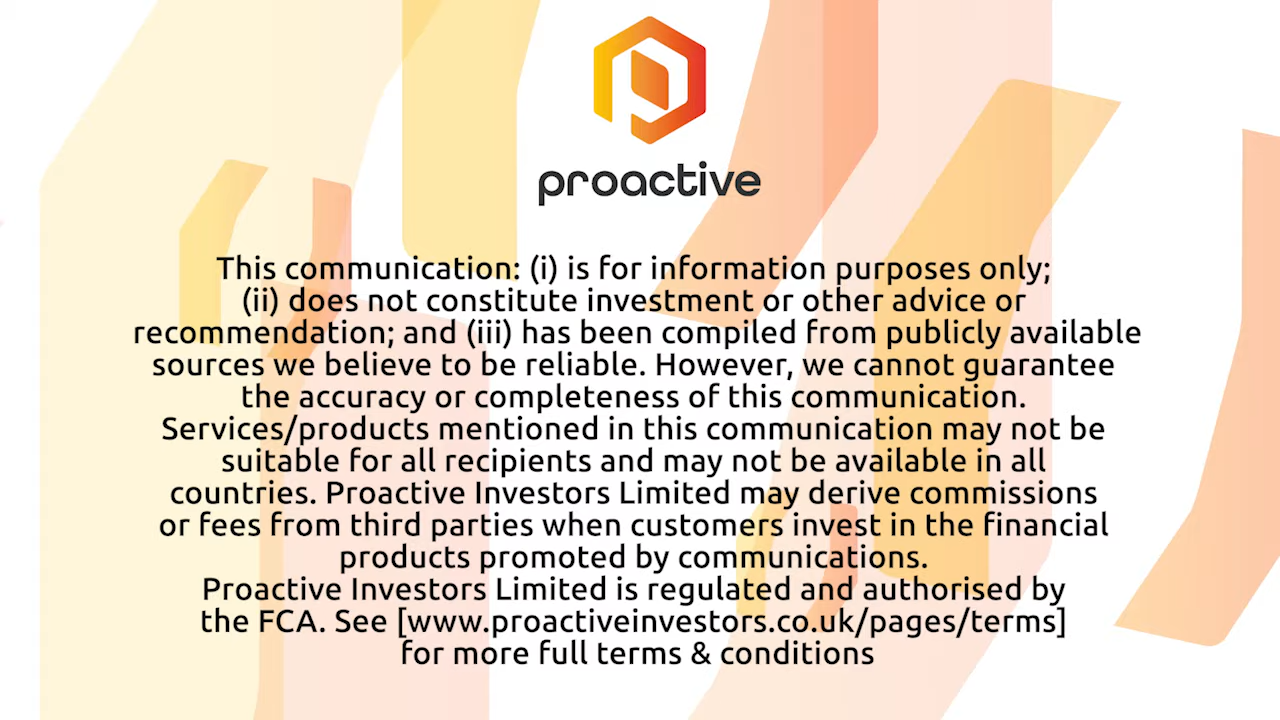 proactive
This communication: (i) is for information purposes only;
(ii) does not constitute investment or other advice or
recommendation; and (iii) has been compiled from publicly available
sources we believe to be reliable. However, we cannot guarantee
the accuracy or completeness of this communication.
Services/products mentioned in this communication may not be
suitable for all recipients and may not be available in all
countries. Proactive Investors Limited may derive commissions
or fees from third parties when customers invest in the financial
products promoted by communications.
Proactive Investors Limited is regulated and authorised by
the FCA. See [www.proactiveinvestors.co.uk/pages/terms]
for more full terms & conditions